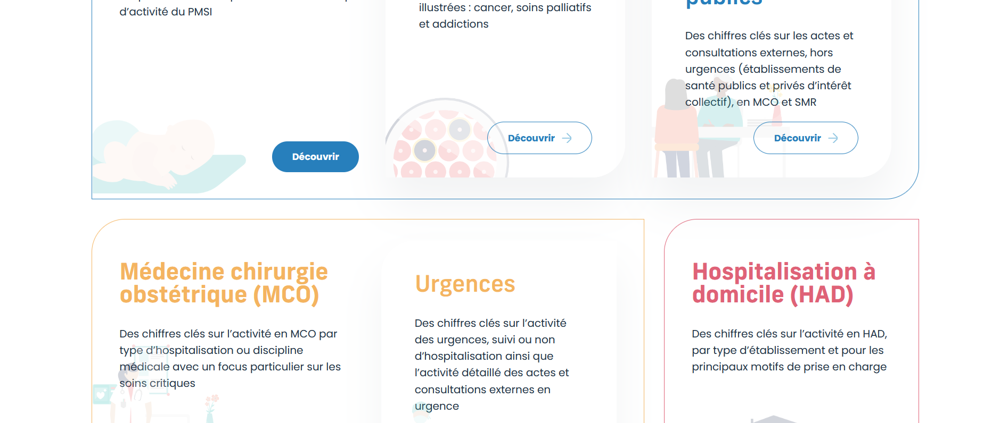 d’activité du PMSI
Découvrir
illustrées : cancer, soins palliatifs
et addictions
Découvrir
publics
Des chiffres clés sur les actes et
consultations externes, hors
urgences (établissements de
santé publics et privés d’intérêt
collectif), en MCO et SMR
Découvrir
Médecine chirurgie
obstétrique (MCO)
Des chiffres clés sur l’activité en MCO par
type d’hospitalisation ou discipline
médicale avec un focus particulier sur les
soins critiques
Urgences
Des chiffres clés sur l’activité
des urgences, suivi ou non
d’hospitalisation ainsi que
l’activité détaillé des actes et
consultations externes en
urgence
Hospitalisation à
domicile (HAD)
Des chiffres clés sur l’activité en HAD,
par type d’établissement et pour les
principaux motifs de prise en charge